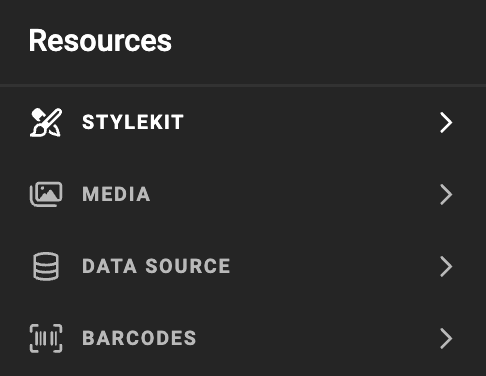 Resources
STYLEKIT
MEDIA
DATA SOURCE
BARCODES